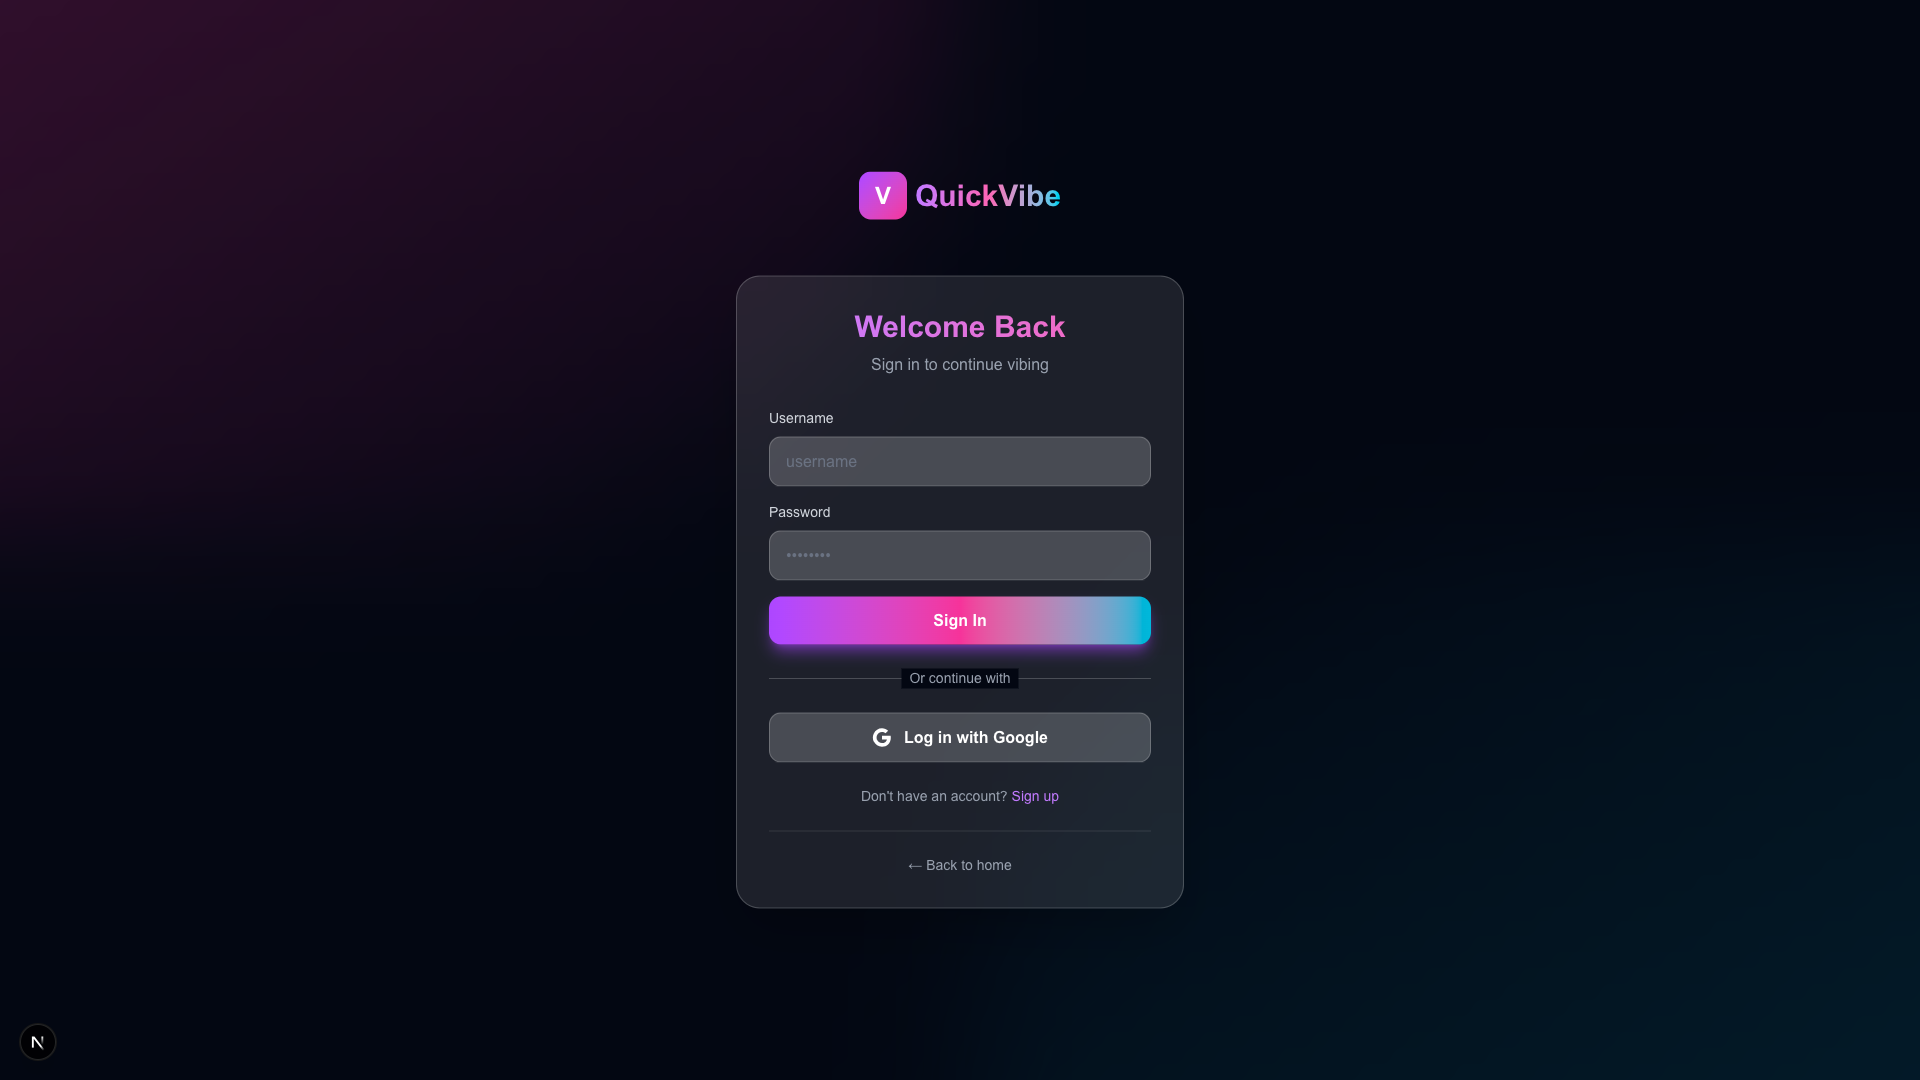 V QuickVibe
Welcome Back
Sign in to continue vibing
Username
username
Password
••••••••
Sign In
Or continue with
G Log in with Google
Don't have an account? Sign up
← Back to home
N